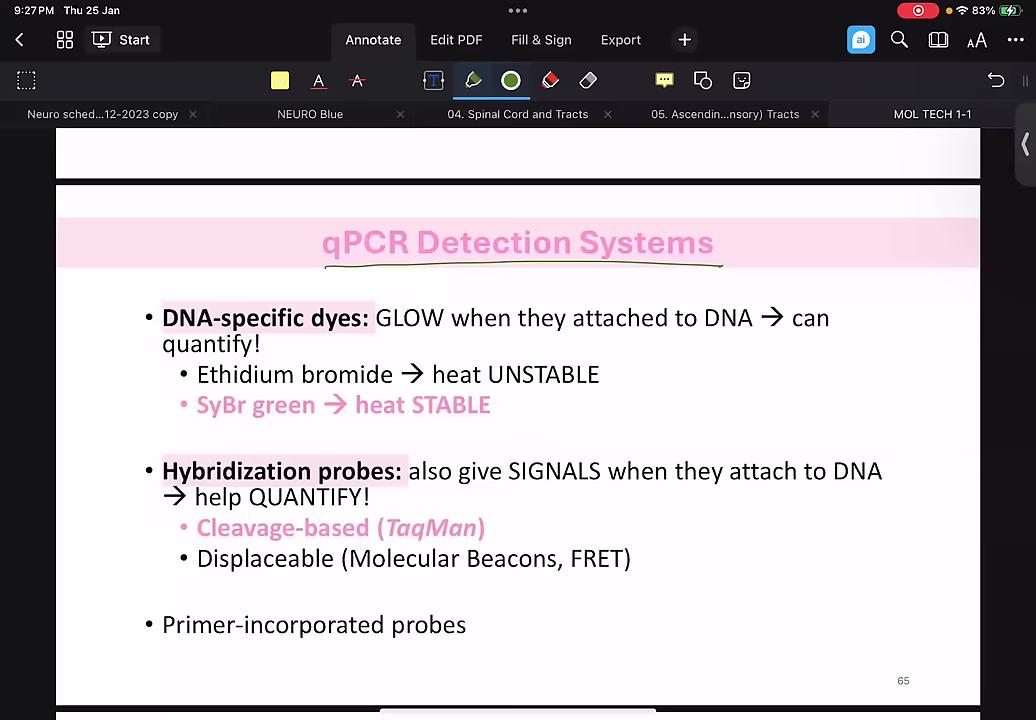 9:27 PM Thu 25 Jan
83%
Start
Annotate
Edit PDF
Fill & Sign
Export
ai
AA
A
A
T
Neuro sched...12-2023 copy
NEURO Blue
04. Spinal Cord and Tracts
05. Ascendin...nsory) Tracts
MOL TECH 1-1
qPCR Detection Systems
• DNA-specific dyes: GLOW when they attached to DNA → can
quantify!
• Ethidium bromide → heat UNSTABLE
• SyBr green → heat STABLE
• Hybridization probes: also give SIGNALS when they attach to DNA
→ help QUANTIFY!
• Cleavage-based (TaqMan)
• Displaceable (Molecular Beacons, FRET)
• Primer-incorporated probes
65